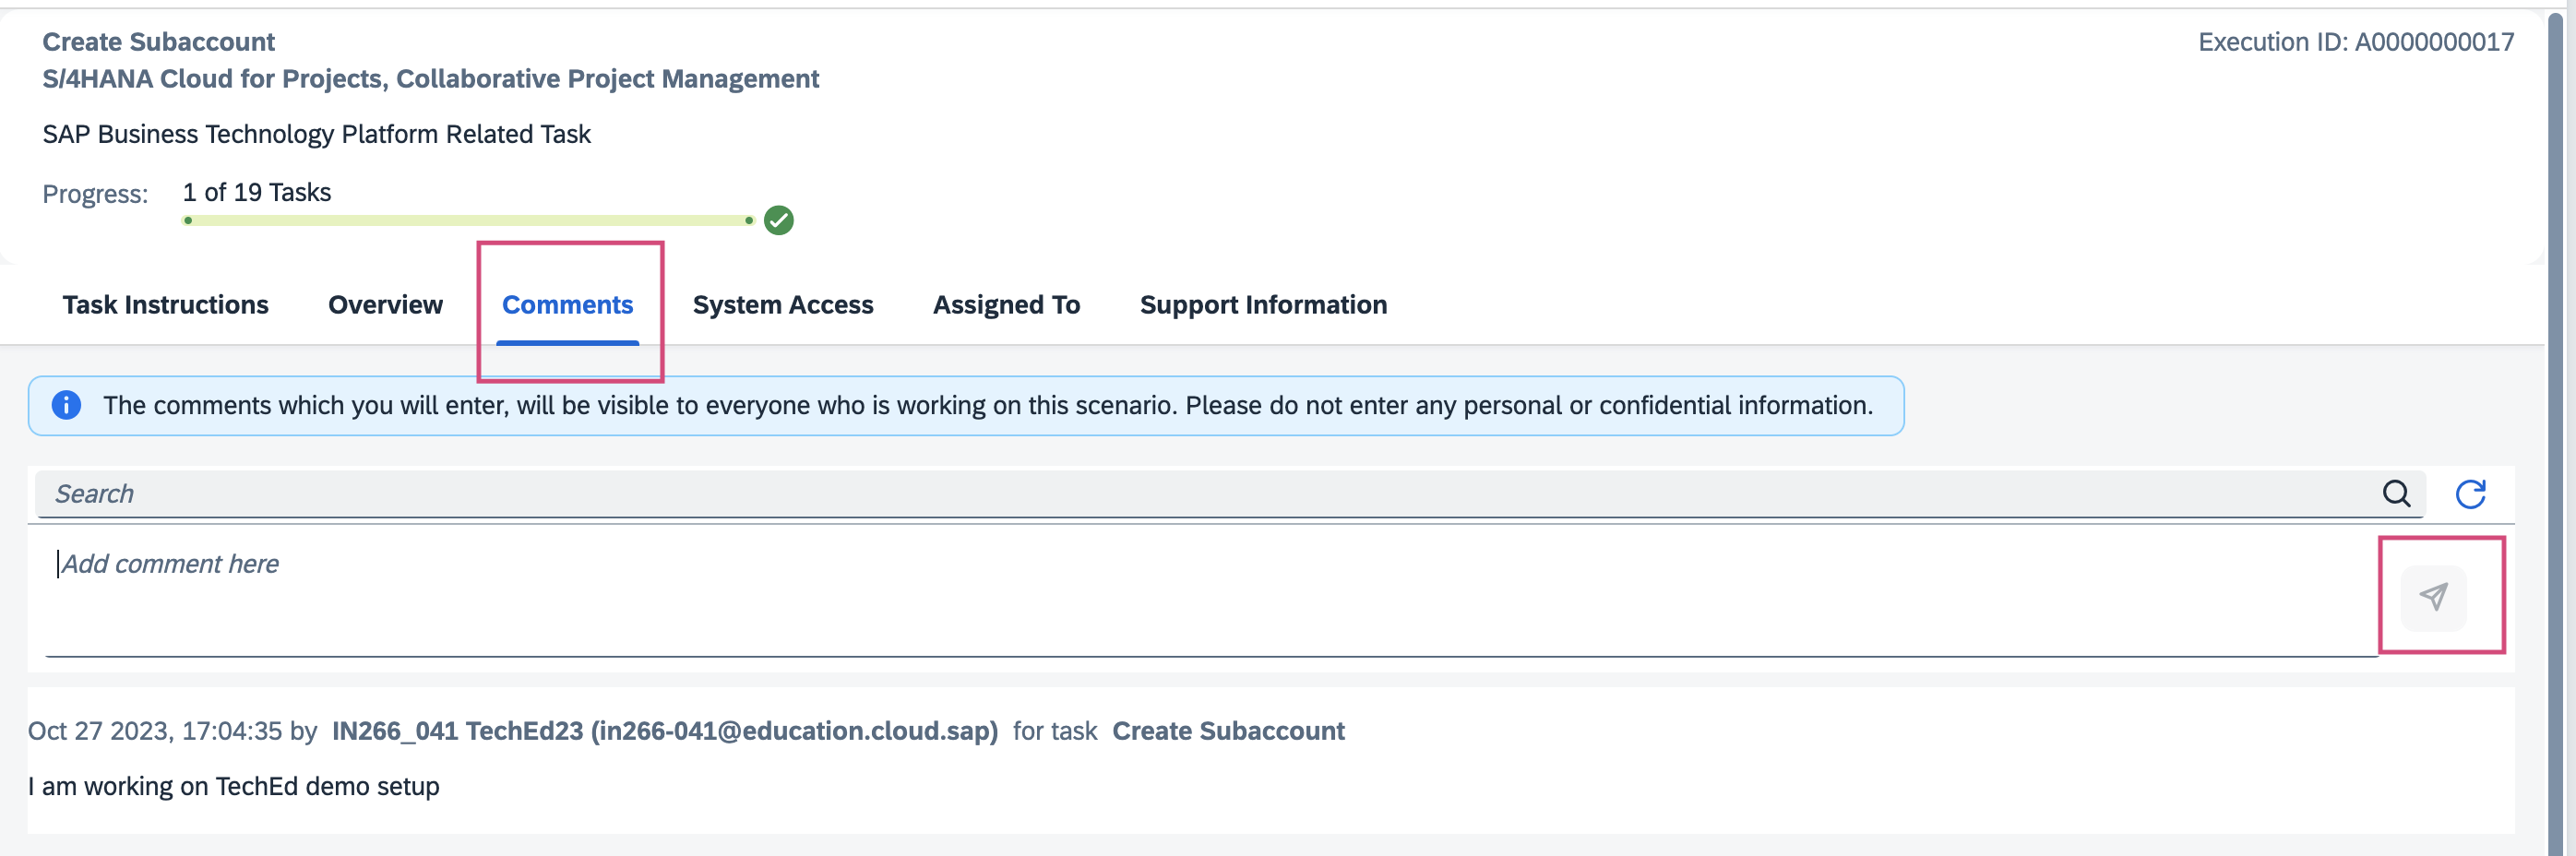 Create Subaccount
Execution ID: A0000000017
S/4HANA Cloud for Projects, Collaborative Project Management
SAP Business Technology Platform Related Task
Progress: 1 of 19 Tasks
Task Instructions Overview Comments System Access Assigned To Support Information
The comments which you will enter, will be visible to everyone who is working on this scenario. Please do not enter any personal or confidential information.
Search
Add comment here
Oct 27 2023, 17:04:35 by IN266_041 TechEd23 (in266-041@education.cloud.sap) for task Create Subaccount
I am working on TechEd demo setup